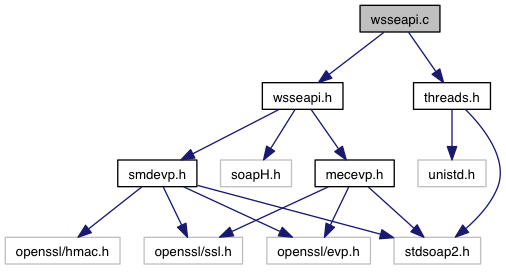 wsseapi.c
wsseapi.h
threads.h
smdevp.h
soapH.h
mecevp.h
unistd.h
openssl/hmac.h
openssl/ssl.h
openssl/evp.h
stdsoap2.h